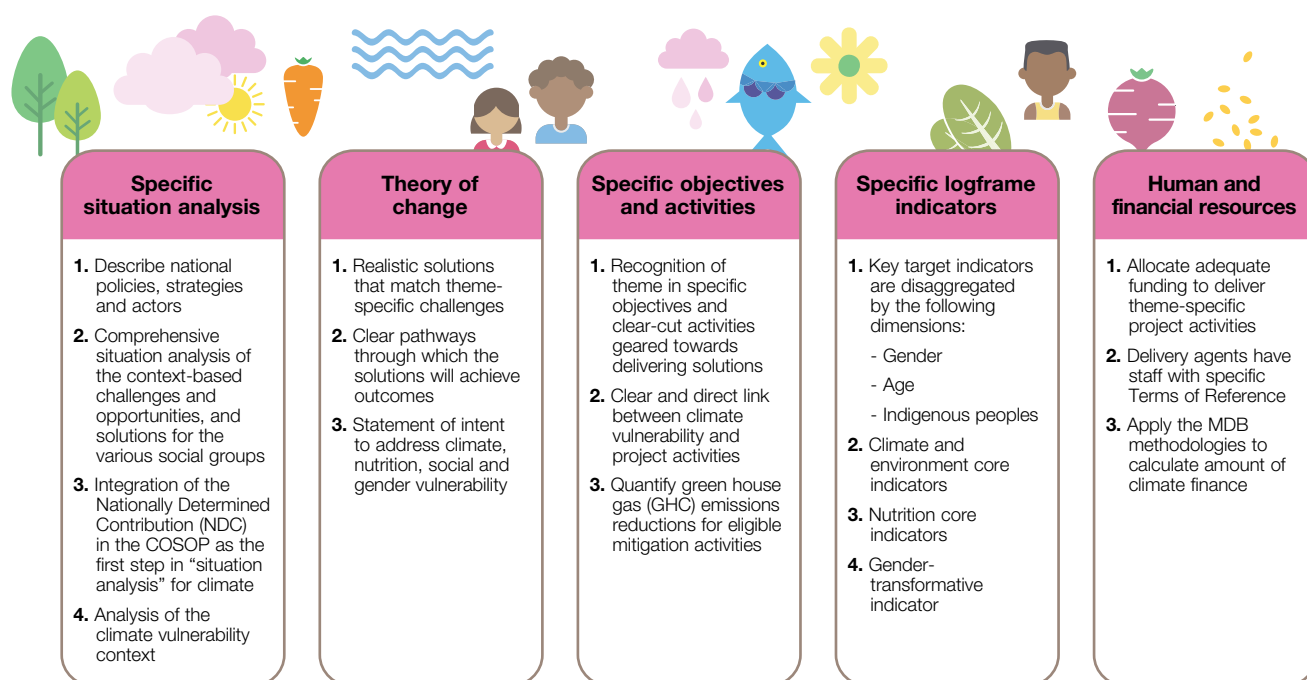 Specific
situation analysis
1. Describe national
policies, strategies
and actors
2. Comprehensive
situation analysis of
the context-based
challenges and
opportunities, and
solutions for the
various social groups
3. Integration of the
Nationally Determined
Contribution (NDC)
in the COSOP as the
first step in “situation
analysis” for climate
4. Analysis of the
climate vulnerability
context
Theory of
change
1. Realistic solutions
that match theme-
specific challenges
2. Clear pathways
through which the
solutions will achieve
outcomes
3. Statement of intent
to address climate,
nutrition, social and
gender vulnerability
Specific objectives
and activities
1. Recognition of
theme in specific
objectives and
clear-cut activities
geared towards
delivering solutions
2. Clear and direct link
between climate
vulnerability and
project activities
3. Quantify green house
gas (GHC) emissions
reductions for eligible
mitigation activities
Specific logframe
indicators
1. Key target indicators
are disaggregated
by the following
dimensions:
- Gender
- Age
- Indigenous peoples
2. Climate and
environment core
indicators
3. Nutrition core
indicators
4. Gender-
transformative
indicator
Human and
financial resources
1. Allocate adequate
funding to deliver
theme-specific
project activities
2. Delivery agents have
staff with specific
Terms of Reference
3. Apply the MDB
methodologies to
calculate amount of
climate finance